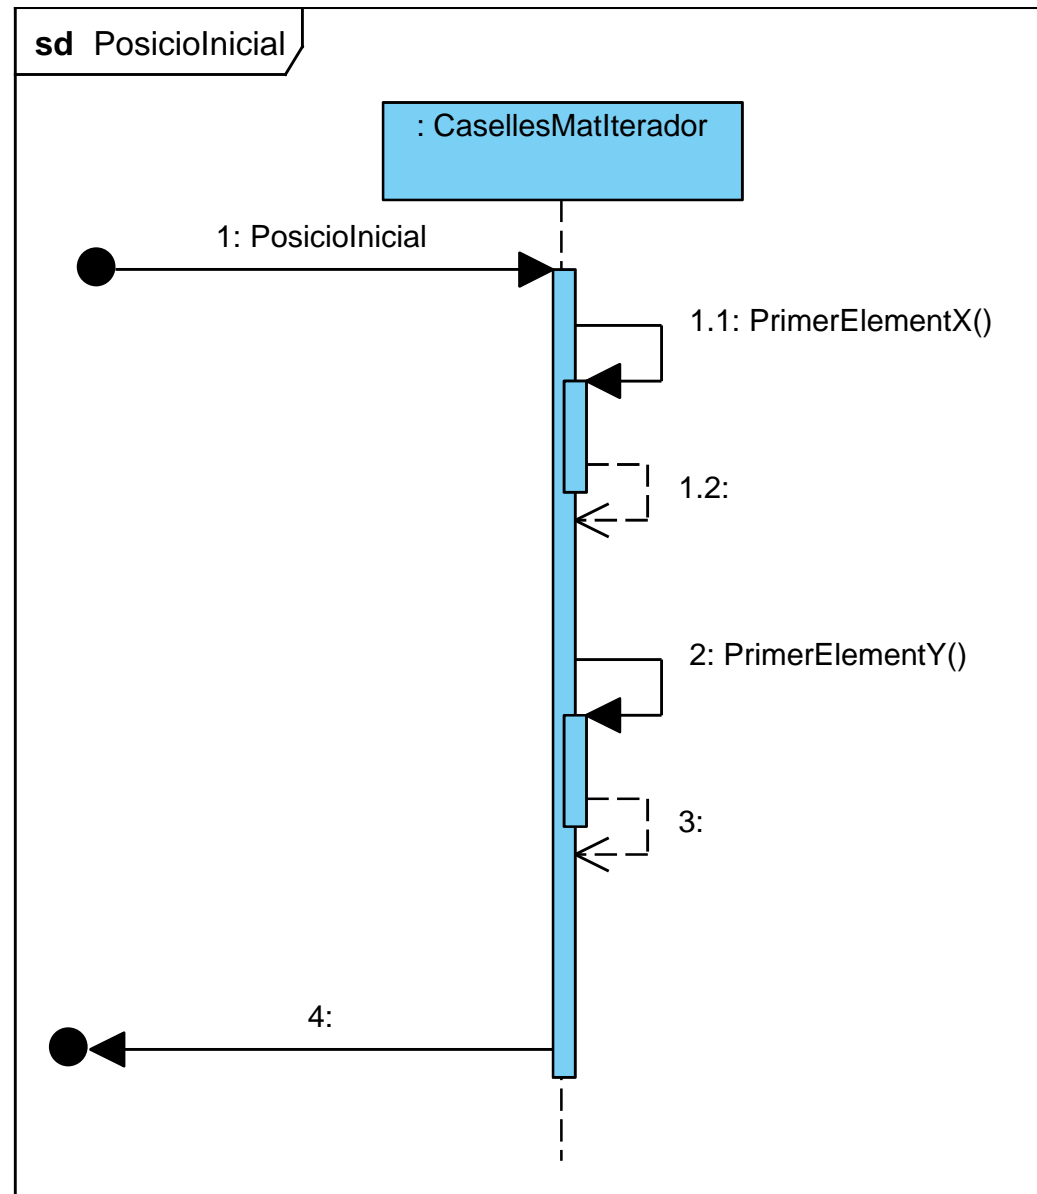 sd PosicioInicial
: CasellesMatIterador
1: PosicioInicial
1.1: PrimerElementX()
1.2:
2: PrimerElementY()
3:
4: